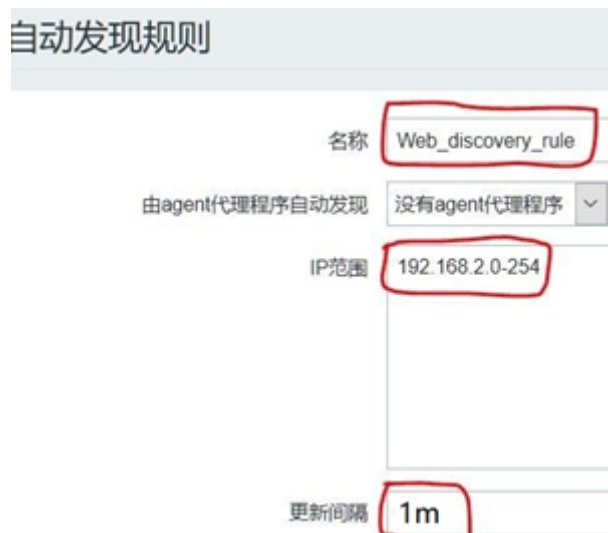 自动发现规则
名称 Web_discovery_rule
由agent代理程序自动发现 没有agent代理程序
IP范围 192.168.2.0-254
更新间隔 1m